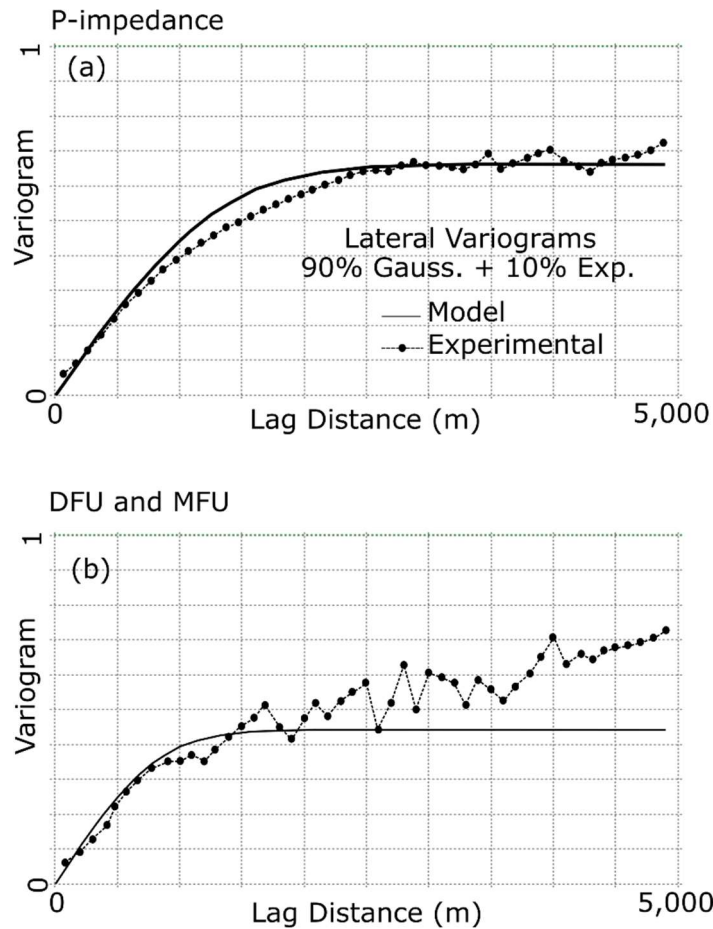 P-impedance
1
(a)
Variogram
Lateral Variograms
90% Gauss. + 10% Exp.
Model
Experimental
0
0
Lag Distance (m)
5,000
DFU and MFU
1
(b)
Variogram
0
0
Lag Distance (m)
5,000